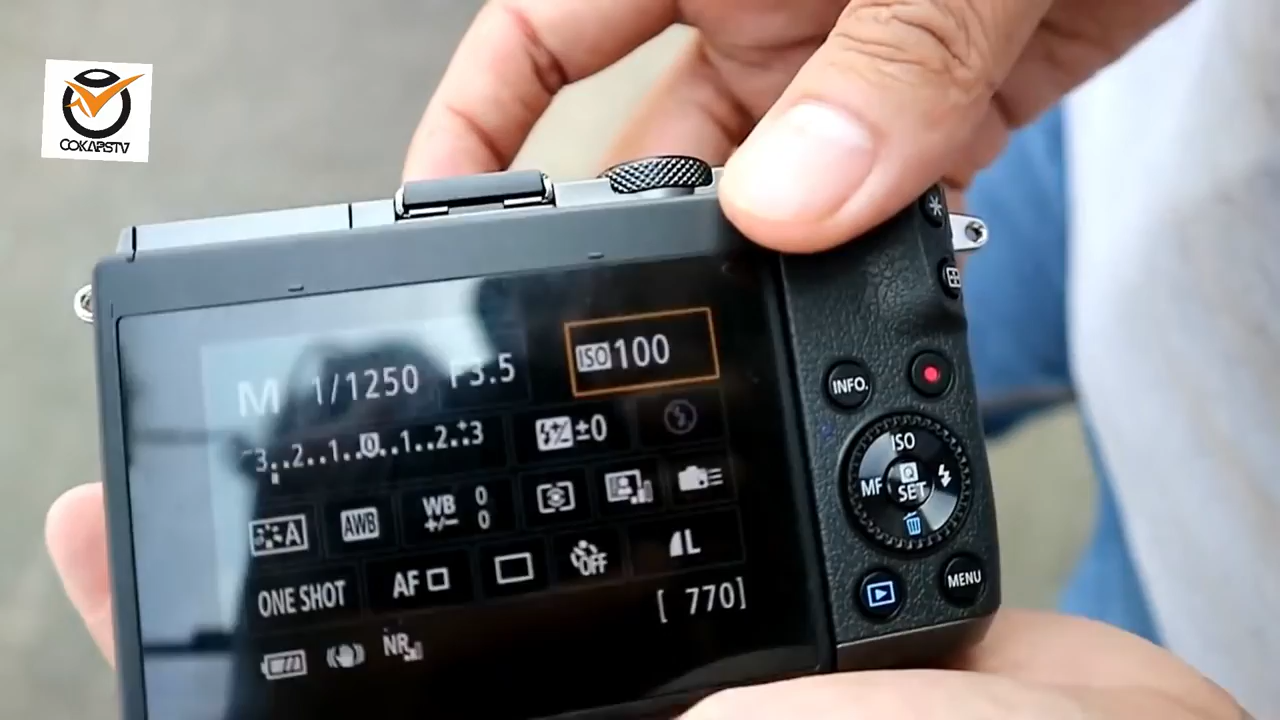 COKAPSTV
M 1/1250 F3.5 ISO 100
-3..2..1..0..1..2..+3 ±0
A AWB WB +/- 0 0
ONE SHOT AF OFF L
[ 770]
NR
INFO.
ISO
MF Q SET
MENU